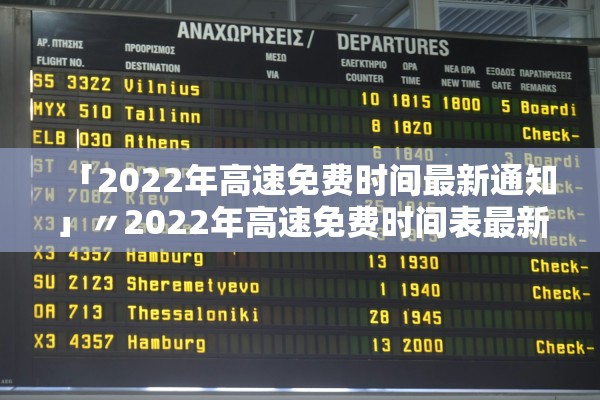 ΑΝΑΧΩΡΗΣΕΙΣ / DEPARTURES
ΑΡ. ΠΤΗΣΗΣ ΠΡΟΟΡΙΣΜΟΣ ΜΕΣΩ ΕΛΕΓΚΤΗΡΙΟ ΩΡΑ ΝΕΑ ΩΡΑ ΕΞΟΔΟΣ ΠΑΡΑΤΗΡΗΣΕΙΣ
FLIGHT NO. DESTINATION VIA COUNTER TIME NEW TIME GATE REMARKS
S5 3322 Vilnius 10 1815 1800 5 Boardi
MYX 510 Tallinn 8 1820 Check-
ELB 030 Athens 3 Boardi
「2022年高速免费时间最新通知
」〃2022年高速免费时间表最新
X3 4357 Hamburg 13 1930 Check-
SU 2123 Sheremetyevo 1 1940 Check-
OA 713 Thessaloniki 28 1945
X3 4357 Hamburg 13 2000 Check-